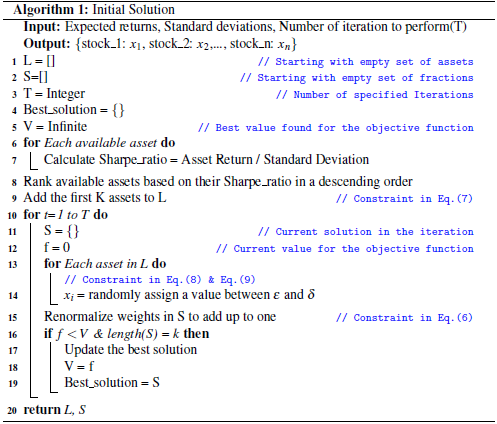 Algorithm 1: Initial Solution
Input: Expected returns, Standard deviations, Number of iteration to perform(T)
Output: {stock_1: x₁, stock_2: x₂,..., stock_n: xₙ}
1 L = [] // Starting with empty set of assets
2 S=[] // Starting with empty set of fractions
3 T = Integer // Number of specified Iterations
4 Best_solution = {}
5 V = Infinite // Best value found for the objective function
6 for Each available asset do
7 Calculate Sharpe_ratio = Asset Return / Standard Deviation
8 Rank available assets based on their Sharpe_ratio in a descending order
9 Add the first K assets to L // Constraint in Eq.(7)
10 for t= 1 to T do
11 S = {} // Current solution in the iteration
12 f = 0 // Current value for the objective function
13 for Each asset in L do
// Constraint in Eq.(8) & Eq.(9)
14 xᵢ = randomly assign a value between ε and δ
15 Renormalize weights in S to add up to one // Constraint in Eq.(6)
16 if f < V & length(S) = k then
17 Update the best solution
18 V = f
19 Best_solution = S
20 return L, S